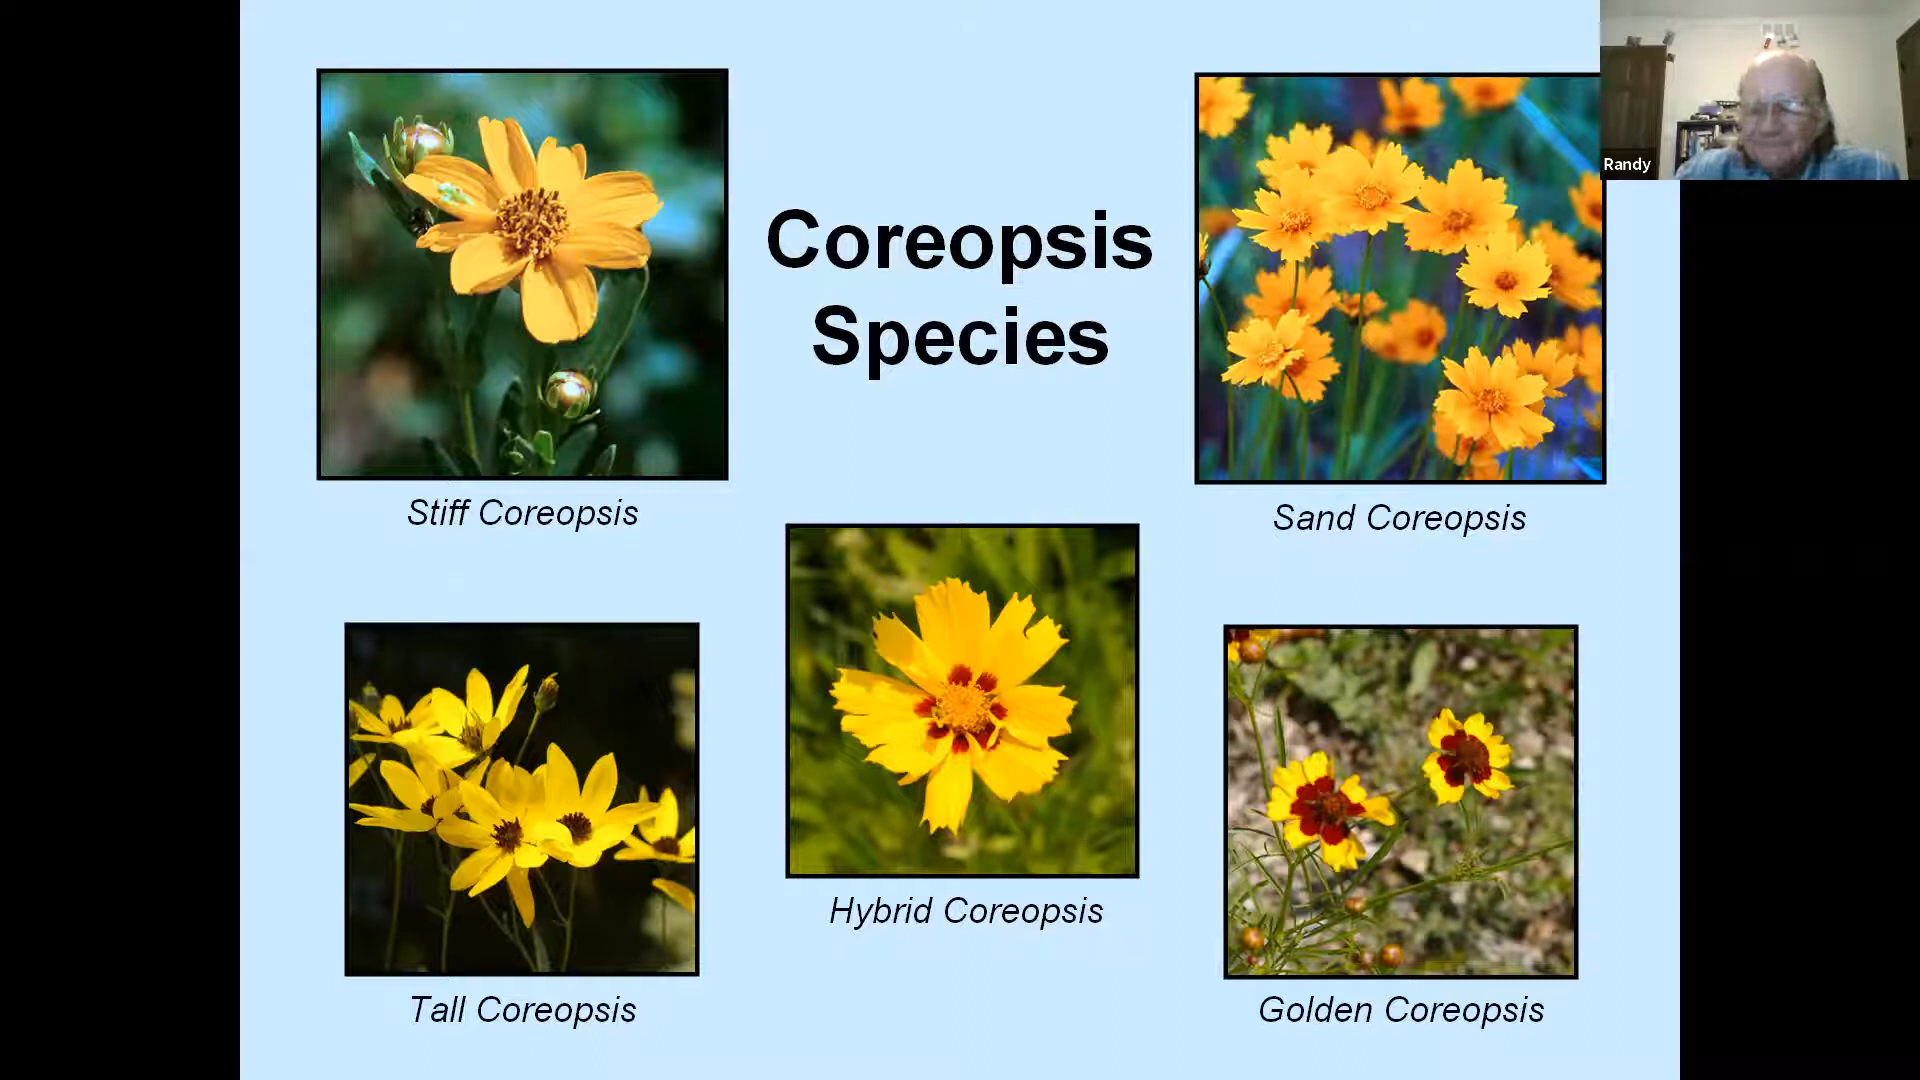 Coreopsis
Species
Randy
Stiff Coreopsis
Sand Coreopsis
Hybrid Coreopsis
Tall Coreopsis
Golden Coreopsis